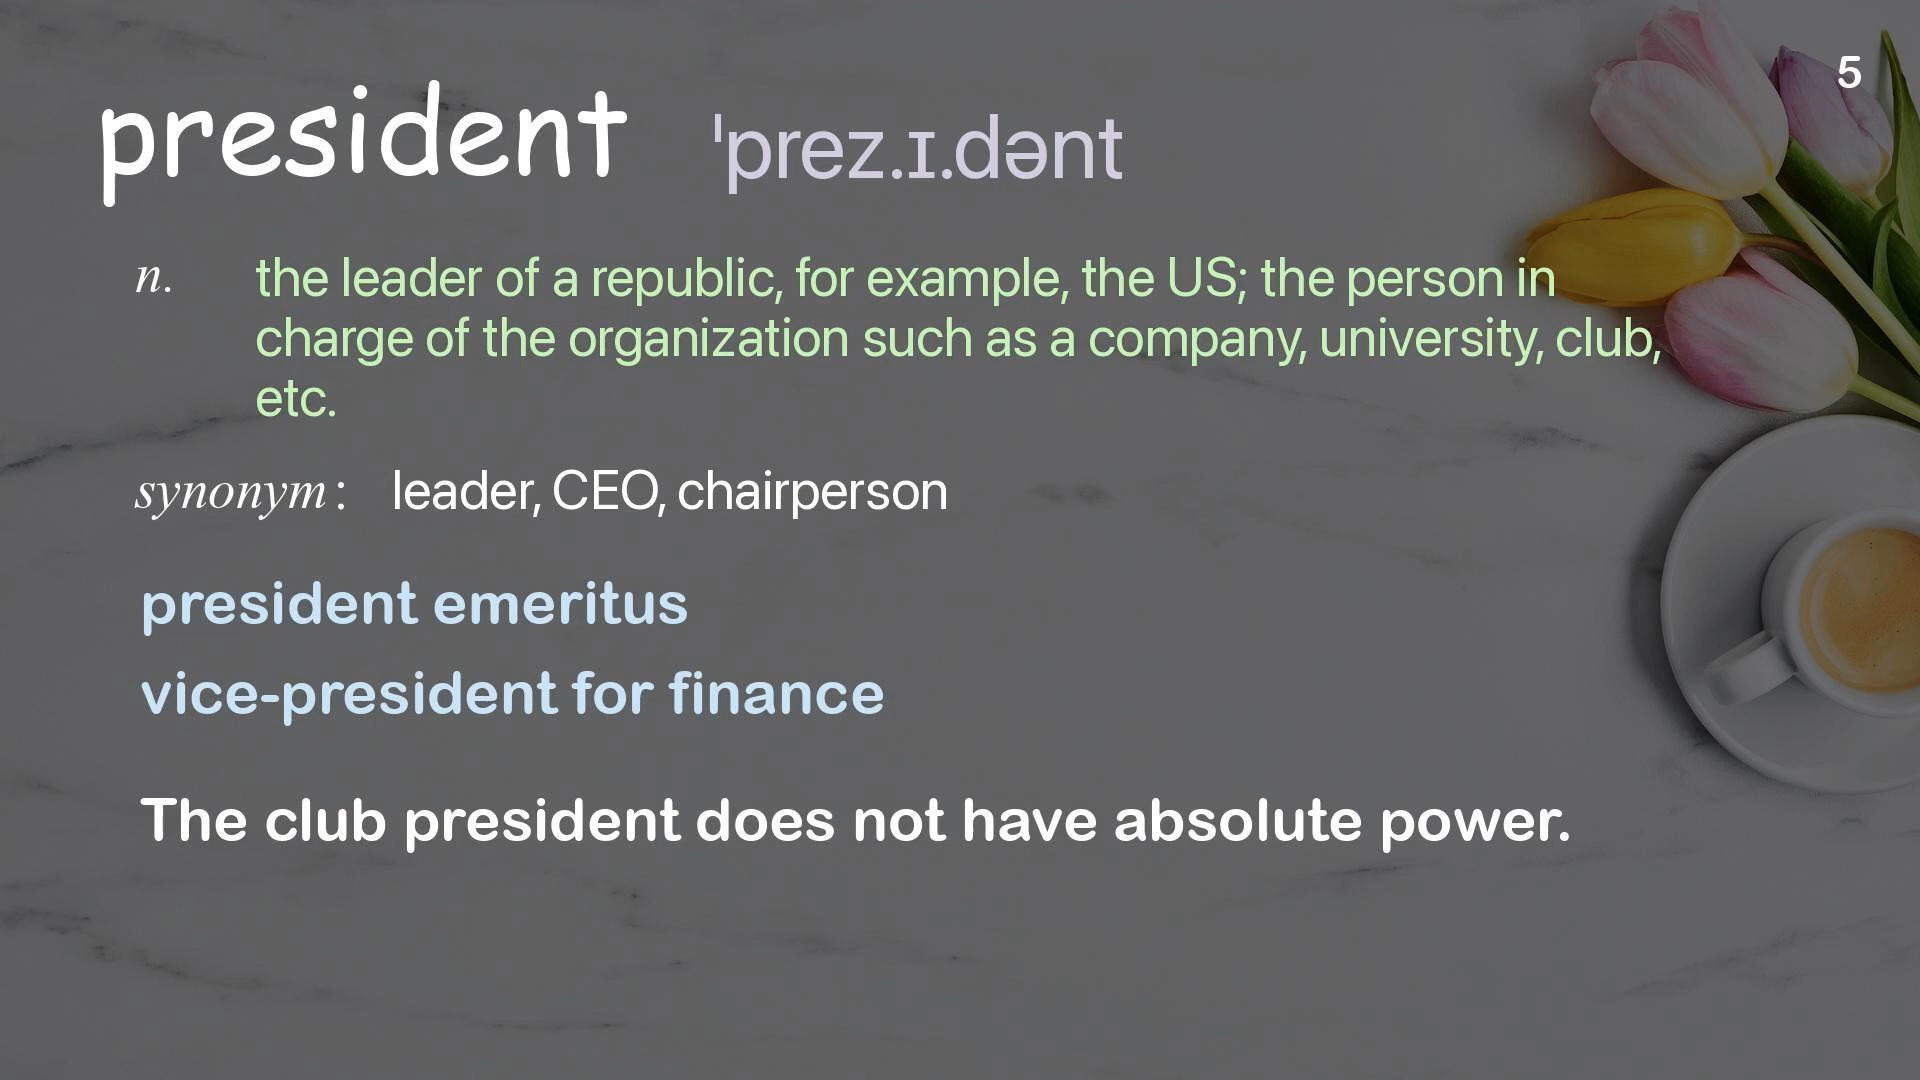 5
president ˈprez.ɪ.dənt
n. the leader of a republic, for example, the US; the person in
charge of the organization such as a company, university, club,
etc.
synonym: leader, CEO, chairperson
president emeritus
vice-president for finance
The club president does not have absolute power.